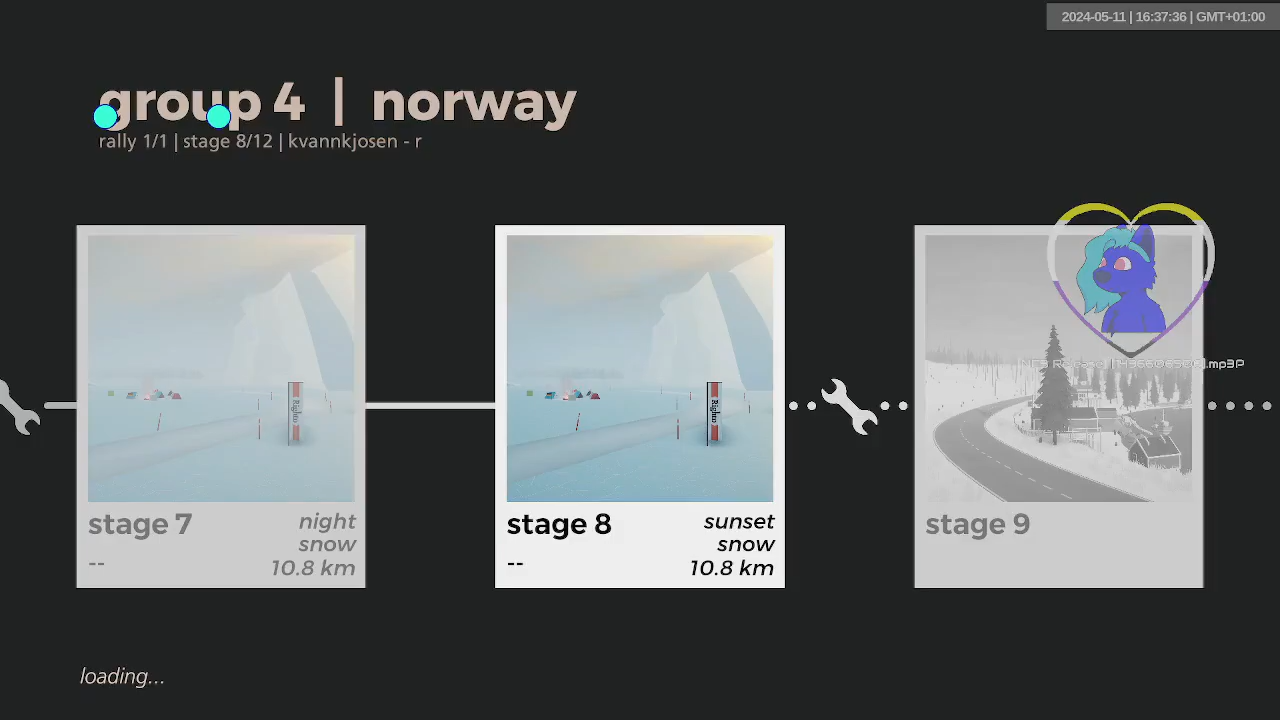 2024-05-11 | 16:37:36 | GMT+01:00
group 4 | norway
rally 1/1 | stage 8/12 | kvannkjosen - r
stage 7
night
snow
--
10.8 km
stage 8
sunset
snow
--
10.8 km
stage 9
loading...